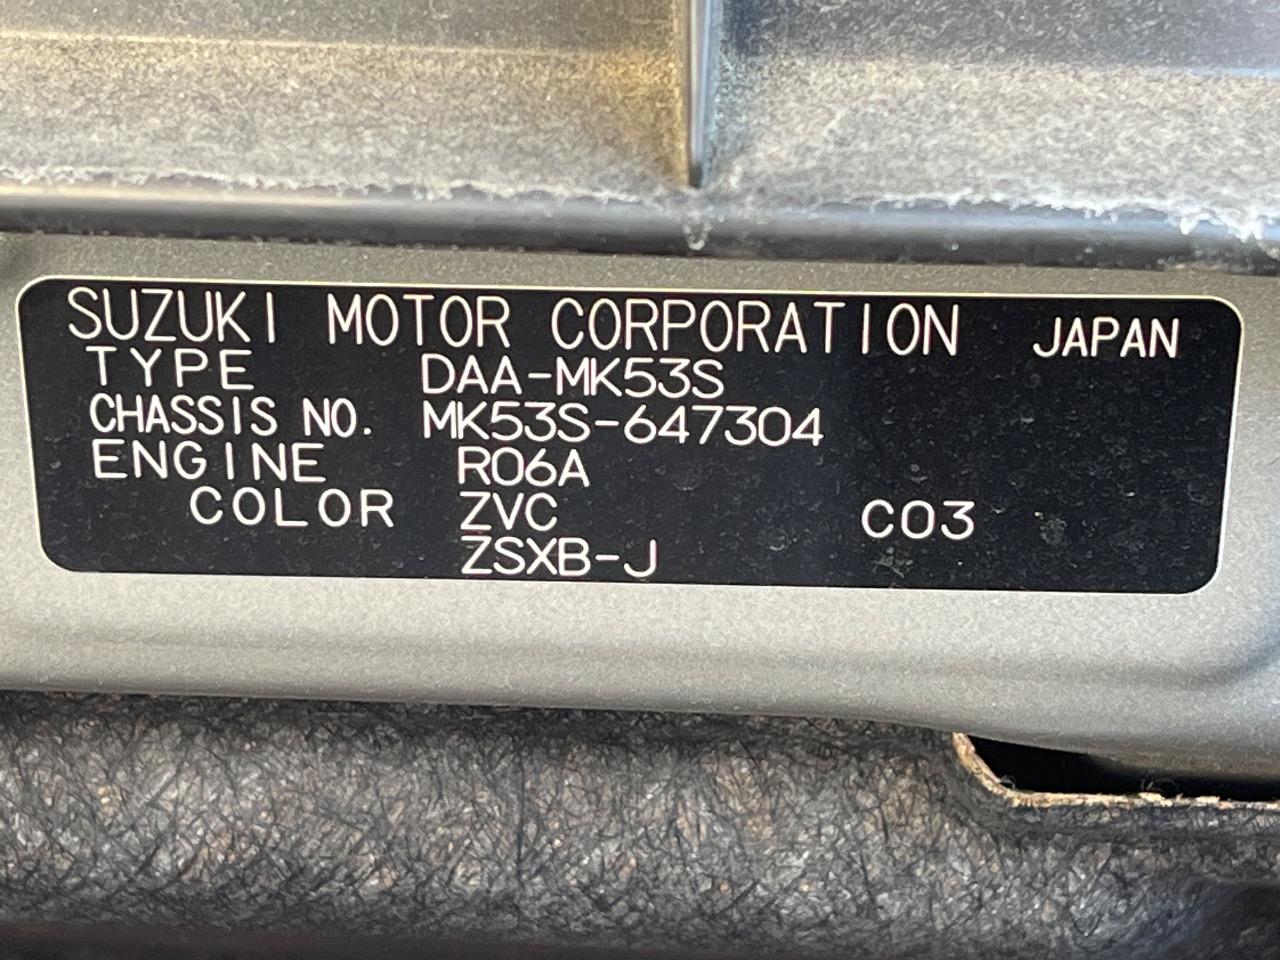 SUZUKI MOTOR CORPORATION JAPAN
TYPE DAA-MK53S
CHASSIS NO. MK53S-647304
ENGINE R06A
COLOR ZVC C03
ZSXB-J